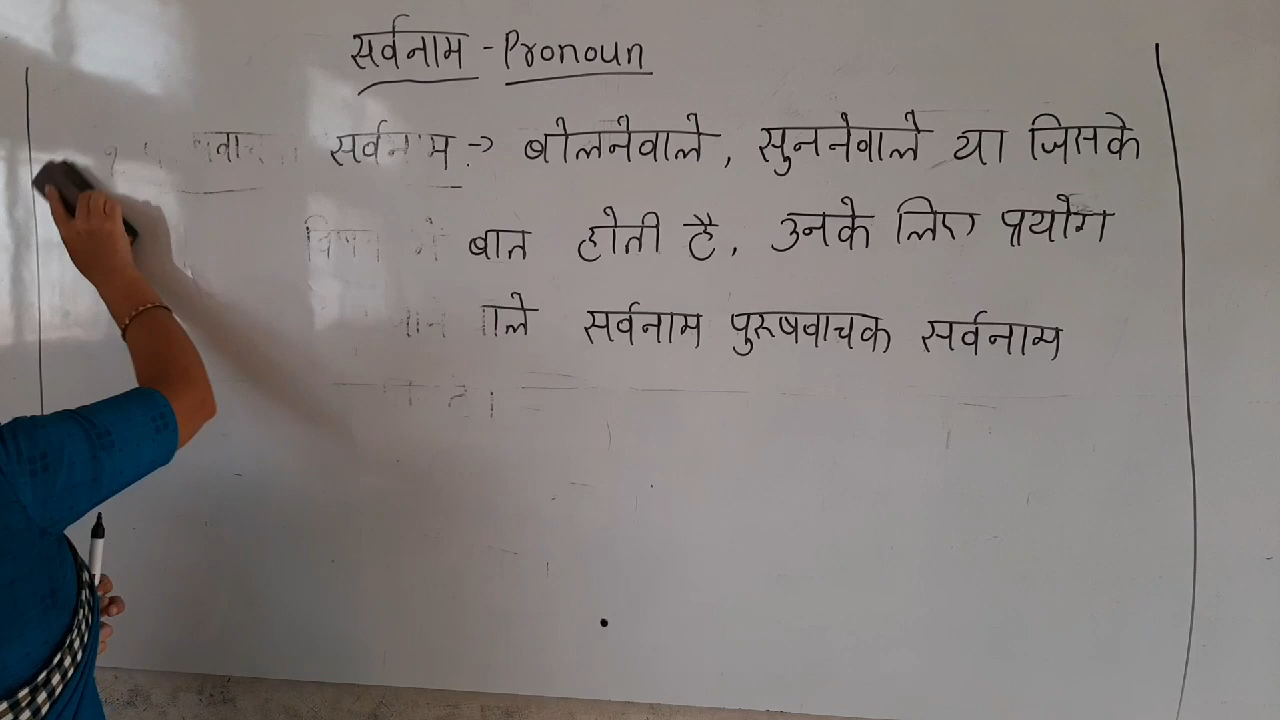 सर्वनाम - Pronoun
सर्वनाम :-> बोलनेवाले, सुननेवाले या जिसके
बात होती है, उनके लिए प्रयोग
सर्वनाम पुरूषवाचक सर्वनाम